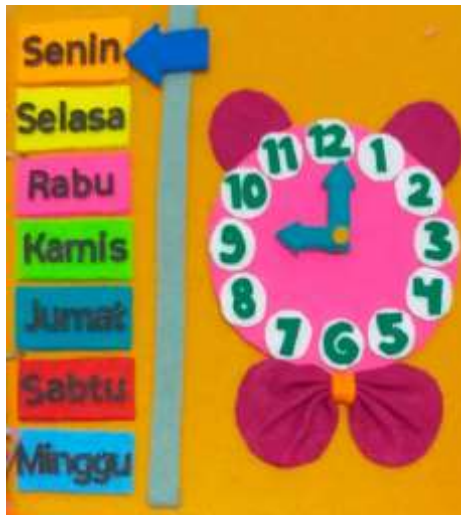 Senin
Selasa
Rabu
Kamis
Jumat
Sabtu
Minggu
12
1
2
3
4
5
6
7
8
9
10
11